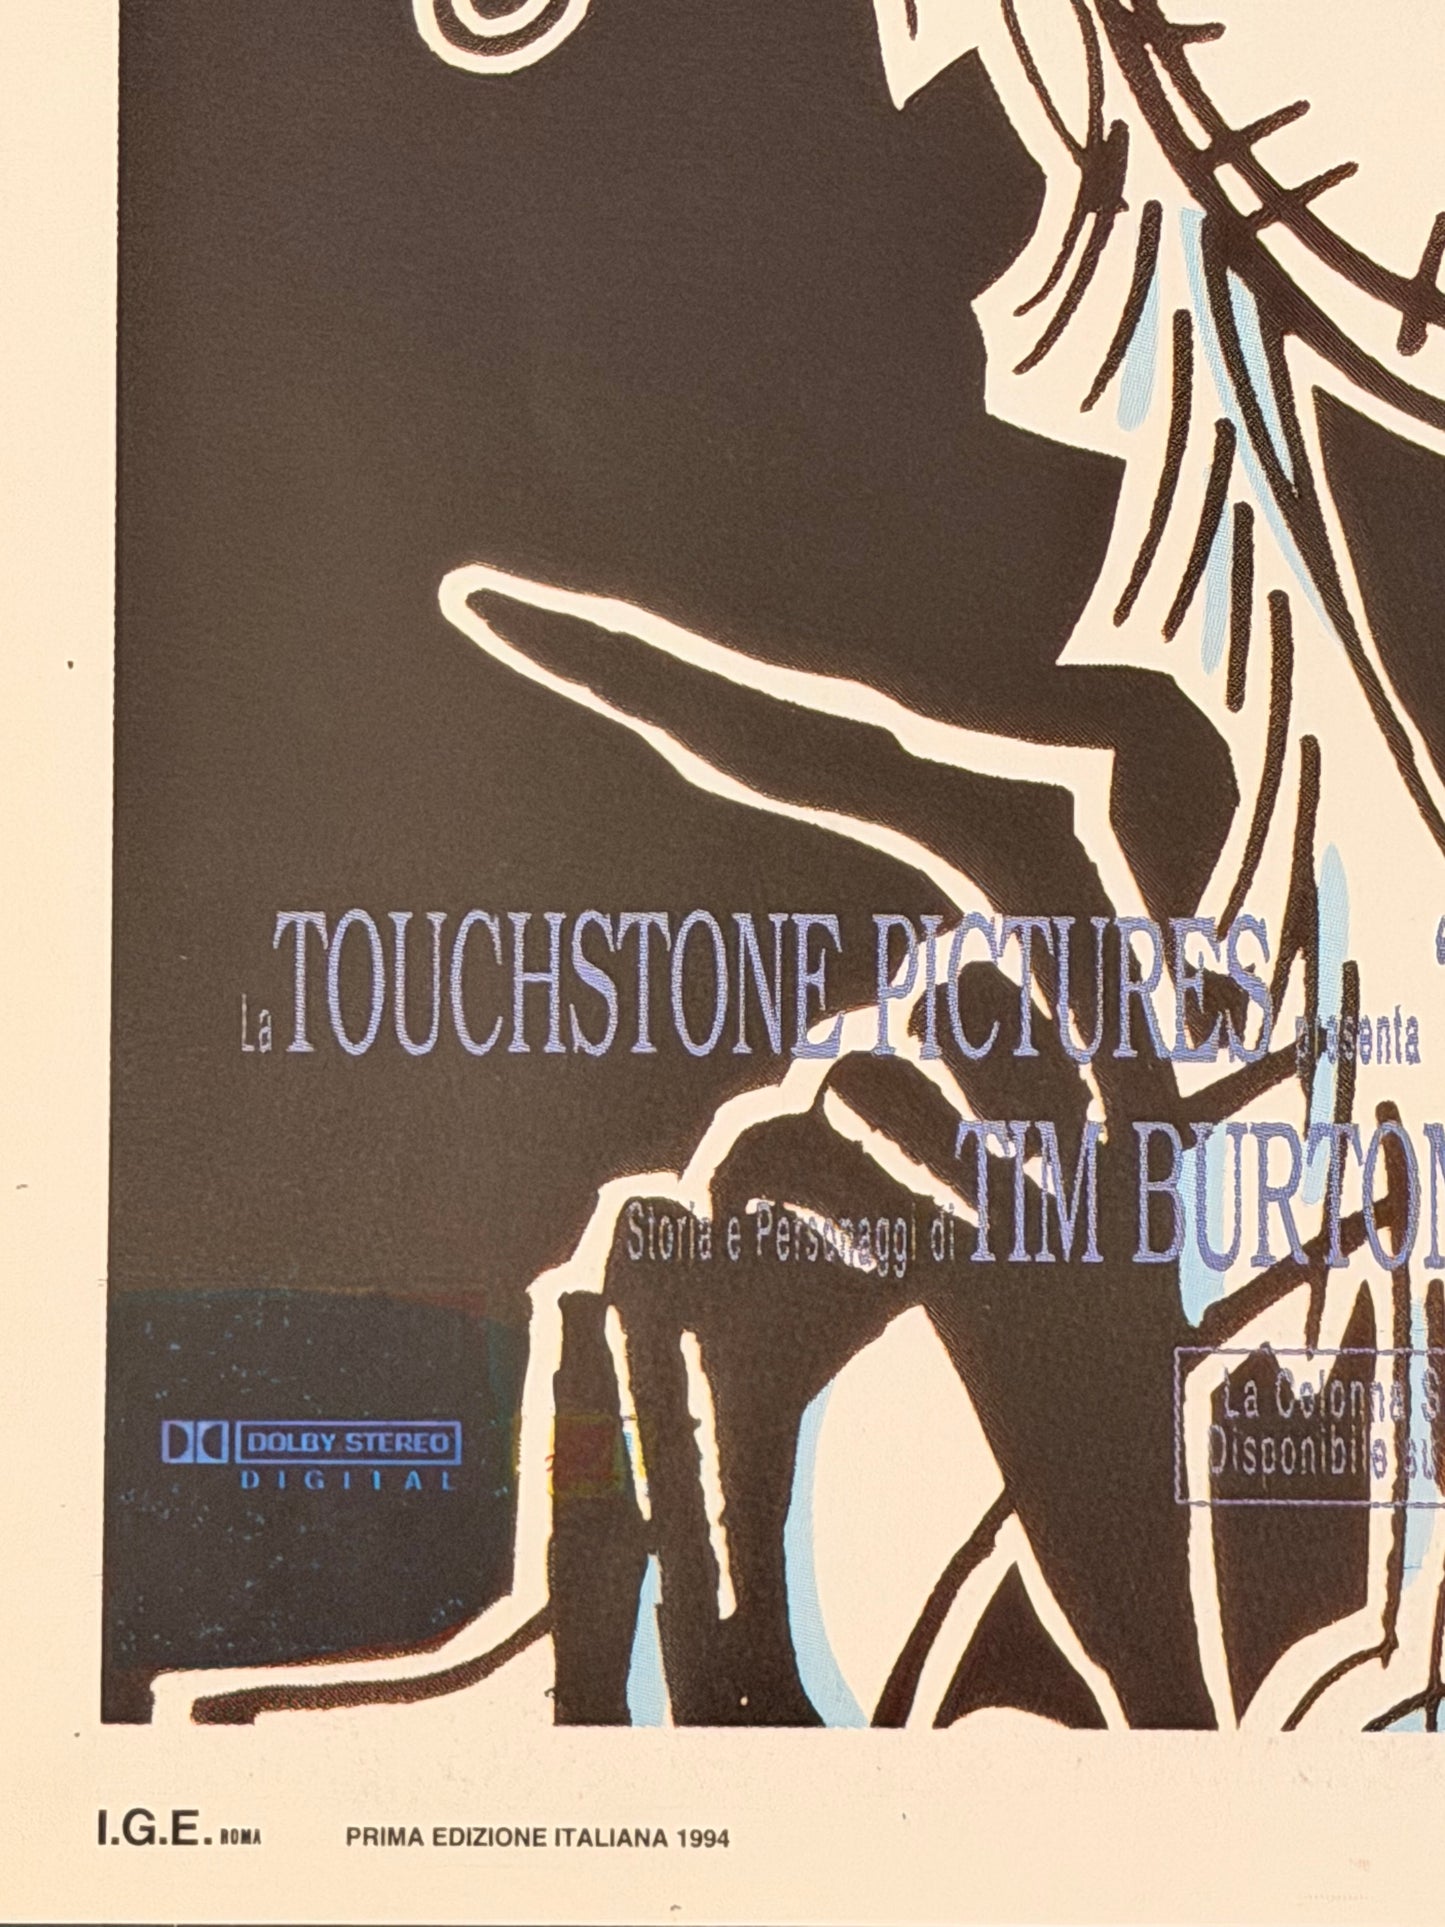 La TOUCHSTONE PICTURES presenta
Storia e Personaggi di TIM BURTON
La Colonna S
Disponibile su
DOLBY STEREO
DIGITAL
I.G.E. ROMA PRIMA EDIZIONE ITALIANA 1994